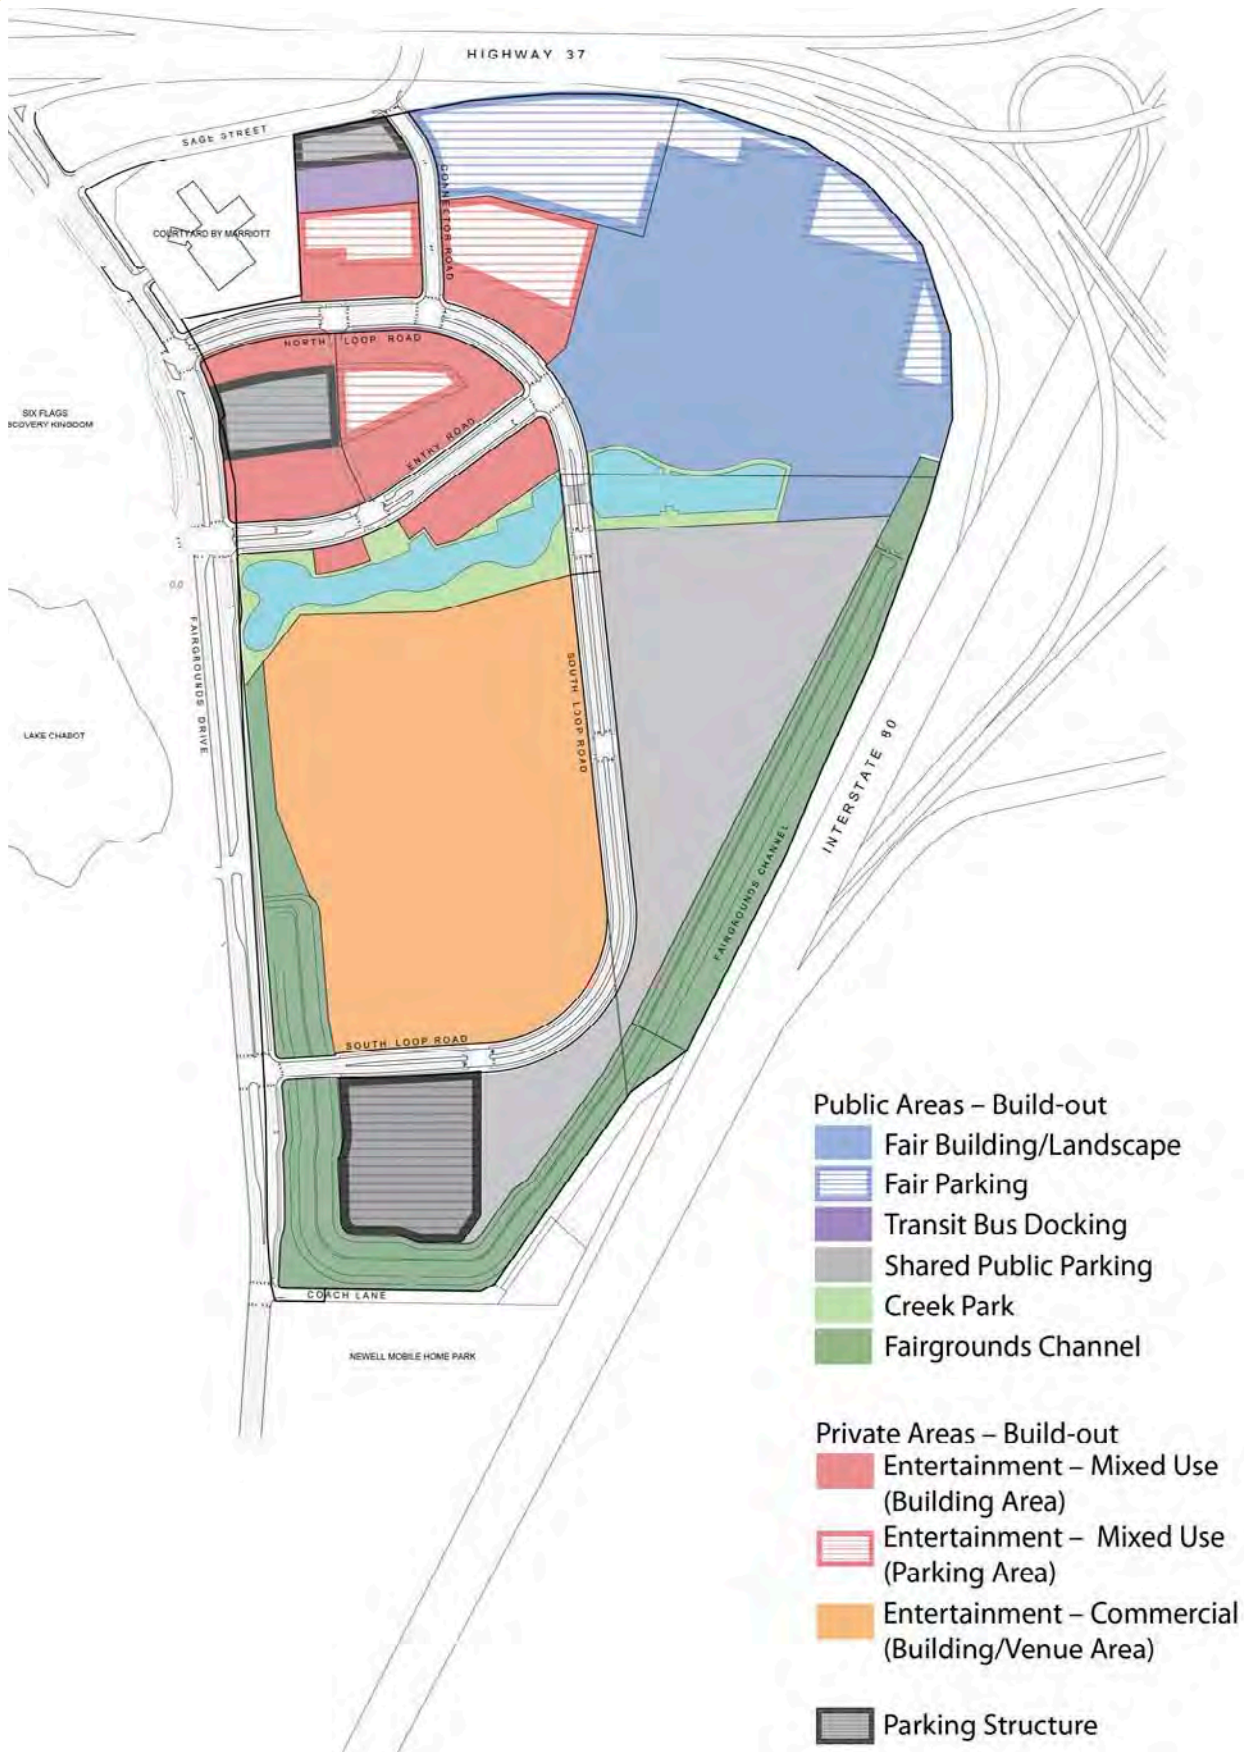 HIGHWAY 37
SAGE STREET
CONNECTOR ROAD
COURTYARD BY MARRIOTT
NORTH LOOP ROAD
SIX FLAGS
SCOVERY KINGDOM
ENTRY ROAD
0.0
FAIRGROUNDS DRIVE
SOUTH LOOP ROAD
LAKE CHABOT
INTERSTATE 80
FAIRGROUNDS CHANNEL
SOUTH LOOP ROAD
COACH LANE
NEWELL MOBILE HOME PARK
Public Areas – Build-out
Fair Building/Landscape
Fair Parking
Transit Bus Docking
Shared Public Parking
Creek Park
Fairgrounds Channel
Private Areas – Build-out
Entertainment – Mixed Use
(Building Area)
Entertainment – Mixed Use
(Parking Area)
Entertainment – Commercial
(Building/Venue Area)
Parking Structure